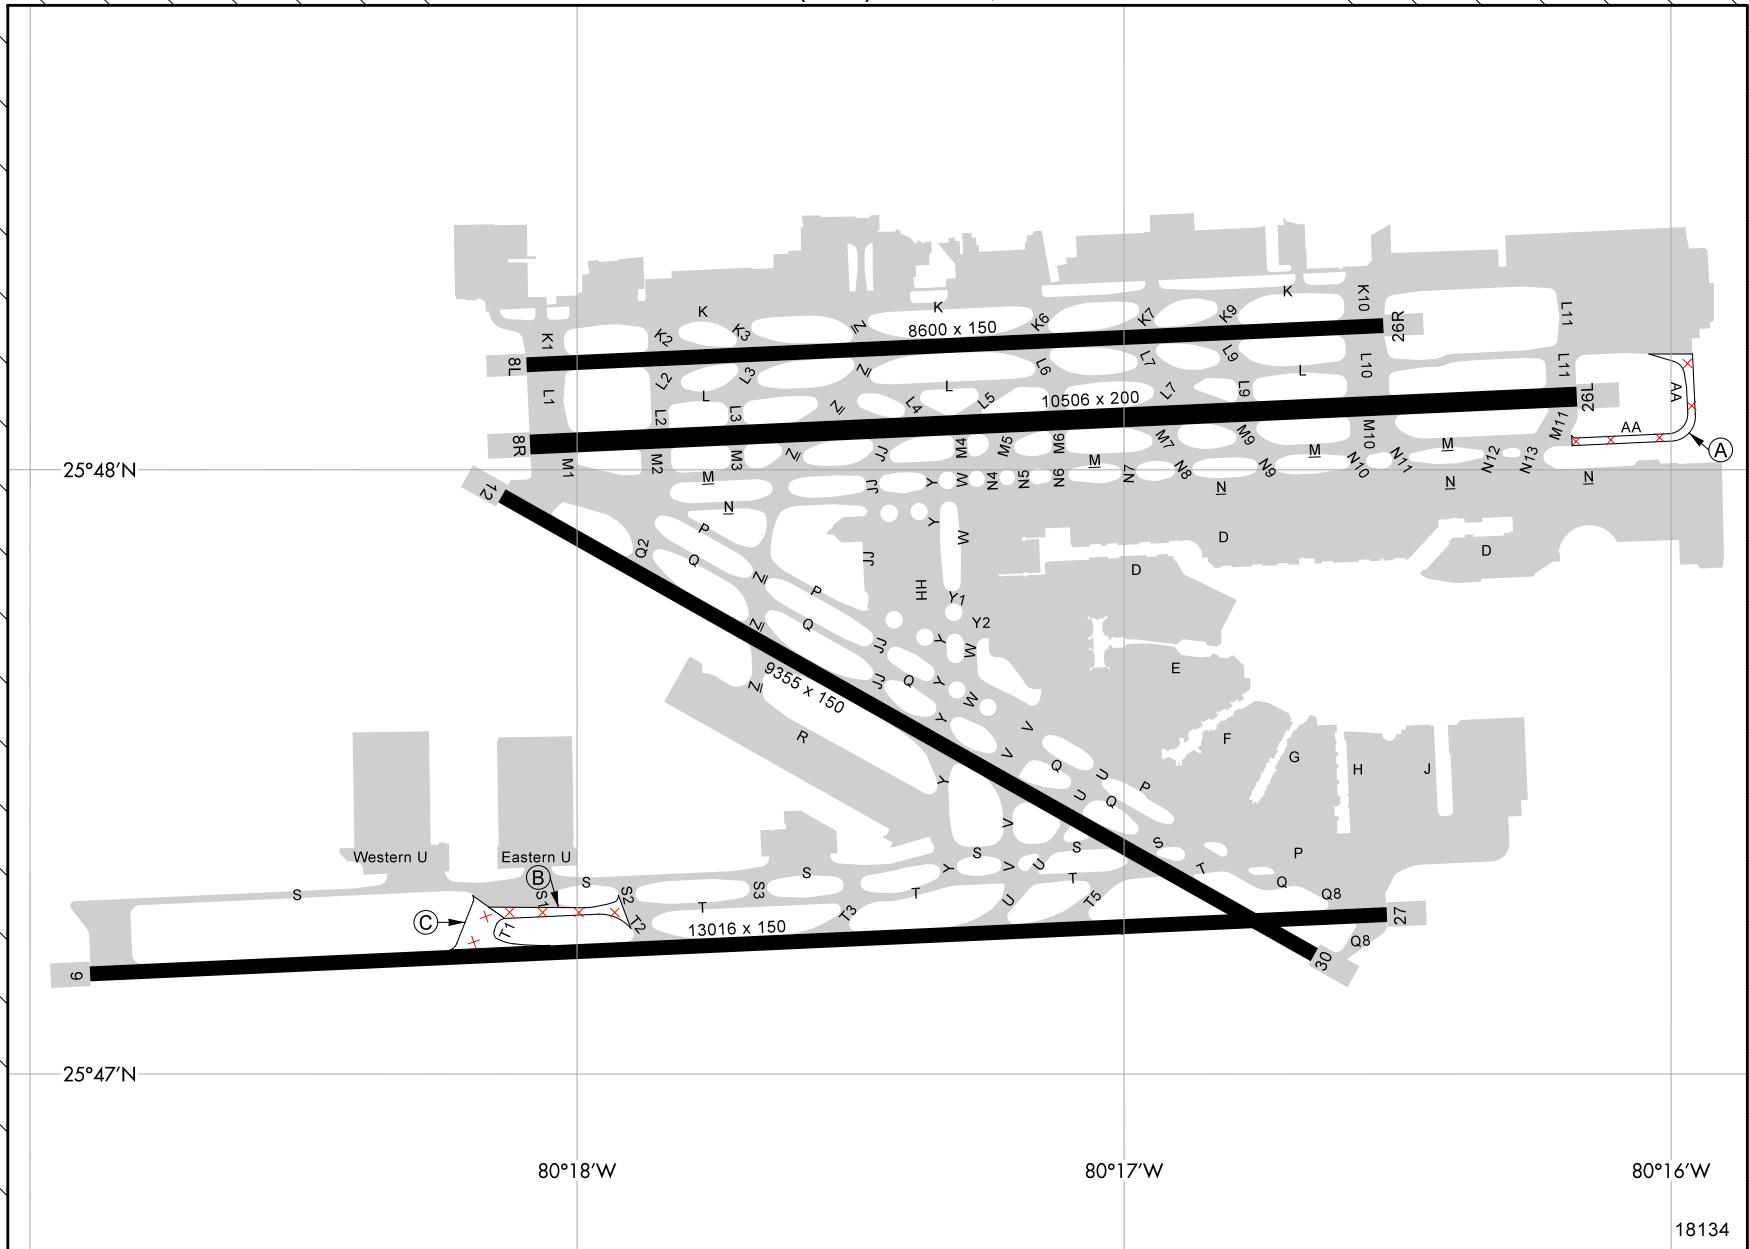 K
K
K
K10
L11
K1
K2
K3
Z
8600 x 150
K6
K7
K9
26R
8L
L2
L3
Z
L6
L7
L9
L10
L11
L1
L
L
L
L2
L3
Z
L4
L5
10506 x 200
L7
L9
26L
AA
AA
A
8R
M1
M2
M3
Z
JJ
M4
M5
M6
M7
M9
M10
M11
25°48′N
M
M
M
M
12
N
JJ
Y
W
N4
N5
N6
N7
N8
N
N9
N10
N11
N
N12
N13
N
P
Y
W
D
D
Q2
Q
JJ
D
Z
P
HH
Y1
Z
Q
Y2
JJ
Y
W
E
Z
9355 x 150
JJ
Q
Y
W
Y
V
R
V
F
G
H
J
Q
U
P
Y
U
Q
V
Western U
Eastern U
S
S
S
P
B
S
S
S
Y
V
U
T
T
Q
S1
S2
S3
T
T
Q8
C
T1
T2
T3
U
T5
13016 x 150
27
9
Q8
30
25°47′N
80°18′W
80°17′W
80°16′W
18134